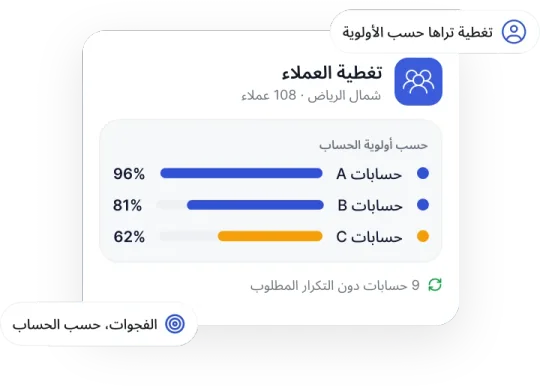 تغطية تراها حسب الأولوية
تغطية العملاء
شمال الرياض · 108 عملاء
حسب أولوية الحساب
حسابات A 96%
حسابات B 81%
حسابات C 62%
9 حسابات دون التكرار المطلوب
الفجوات، حسب الحساب